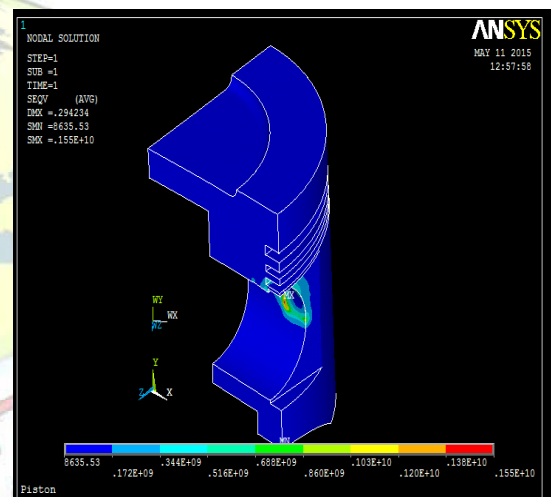 1
NODAL SOLUTION
ANSYS
MAY 11 2015
12:57:58
STEP=1
SUB =1
TIME=1
SEQV (AVG)
DMX =.294234
SMN =8635.53
SMX =.155E+10
MX
WY
WX
WZ
Y
Z X
MN
8635.53 .344E+09 .688E+09 .103E+10 .138E+10
.172E+09 .516E+09 .860E+09 .120E+10 .155E+10
Piston